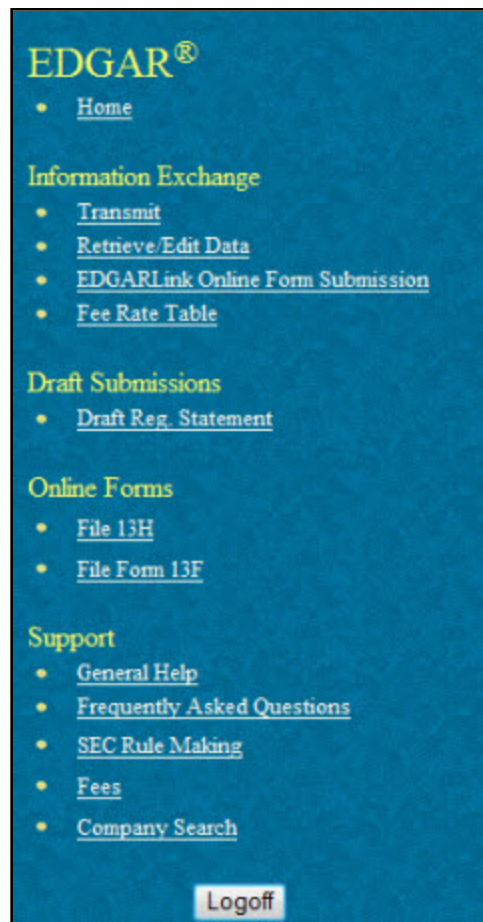 EDGAR®
Home
Information Exchange
Transmit
Retrieve/Edit Data
EDGARLink Online Form Submission
Fee Rate Table
Draft Submissions
Draft Reg. Statement
Online Forms
File 13H
File Form 13F
Support
General Help
Frequently Asked Questions
SEC Rule Making
Fees
Company Search
Logoff